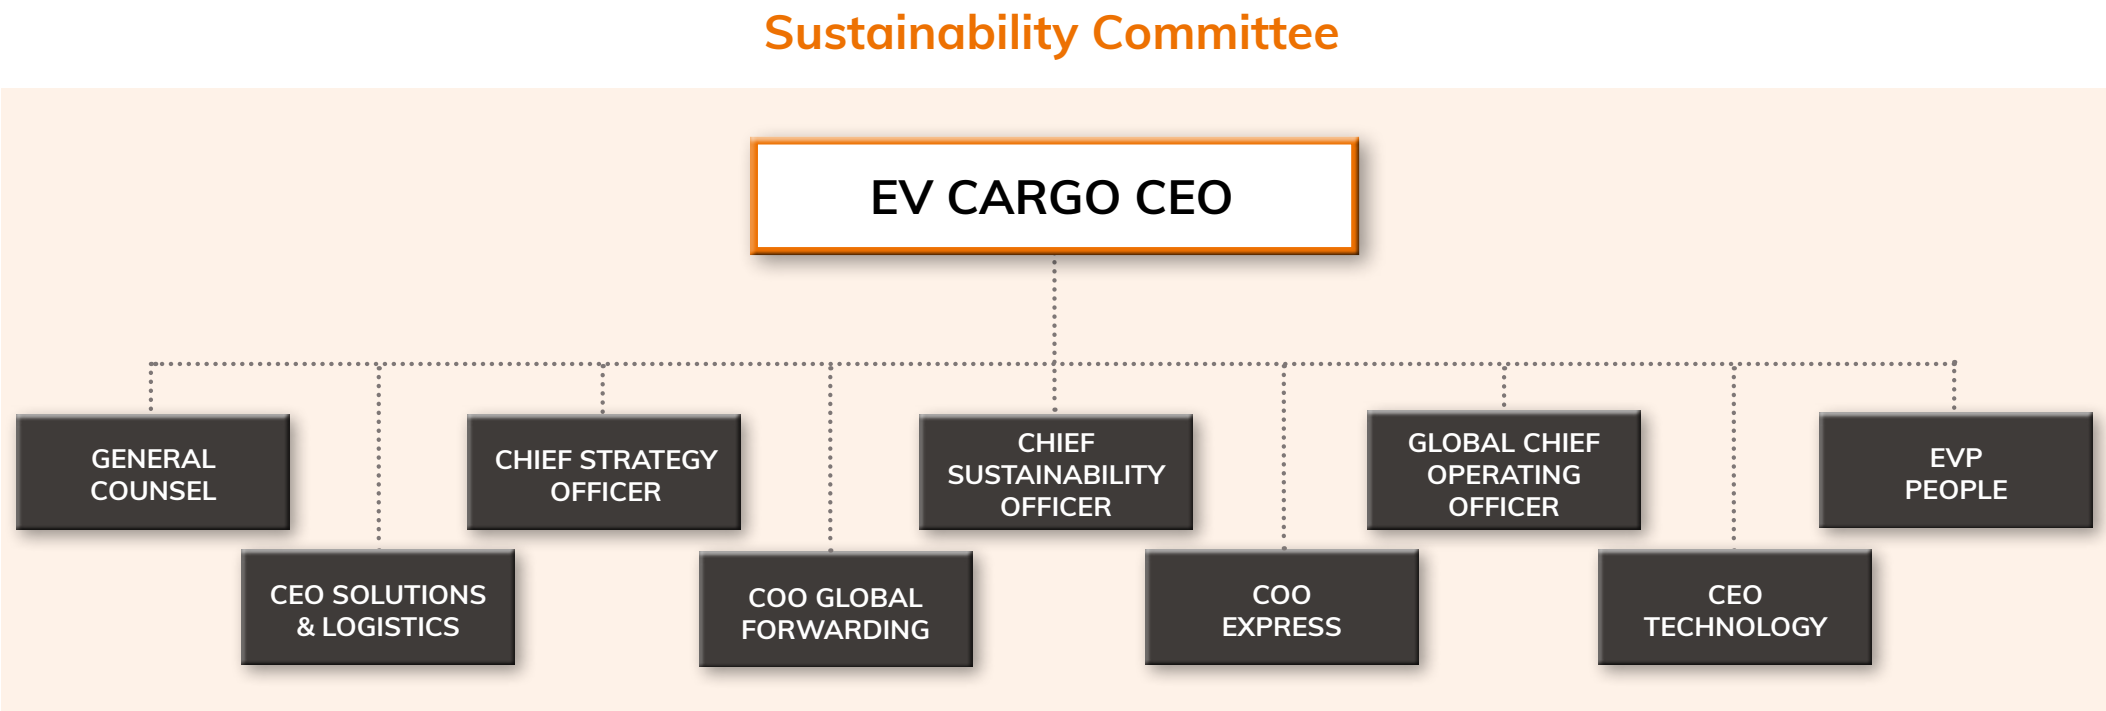 Sustainability Committee
EV CARGO CEO
GENERAL
COUNSEL
CHIEF STRATEGY
OFFICER
CHIEF
SUSTAINABILITY
OFFICER
GLOBAL CHIEF
OPERATING
OFFICER
EVP
PEOPLE
CEO SOLUTIONS
& LOGISTICS
COO GLOBAL
FORWARDING
COO
EXPRESS
CEO
TECHNOLOGY